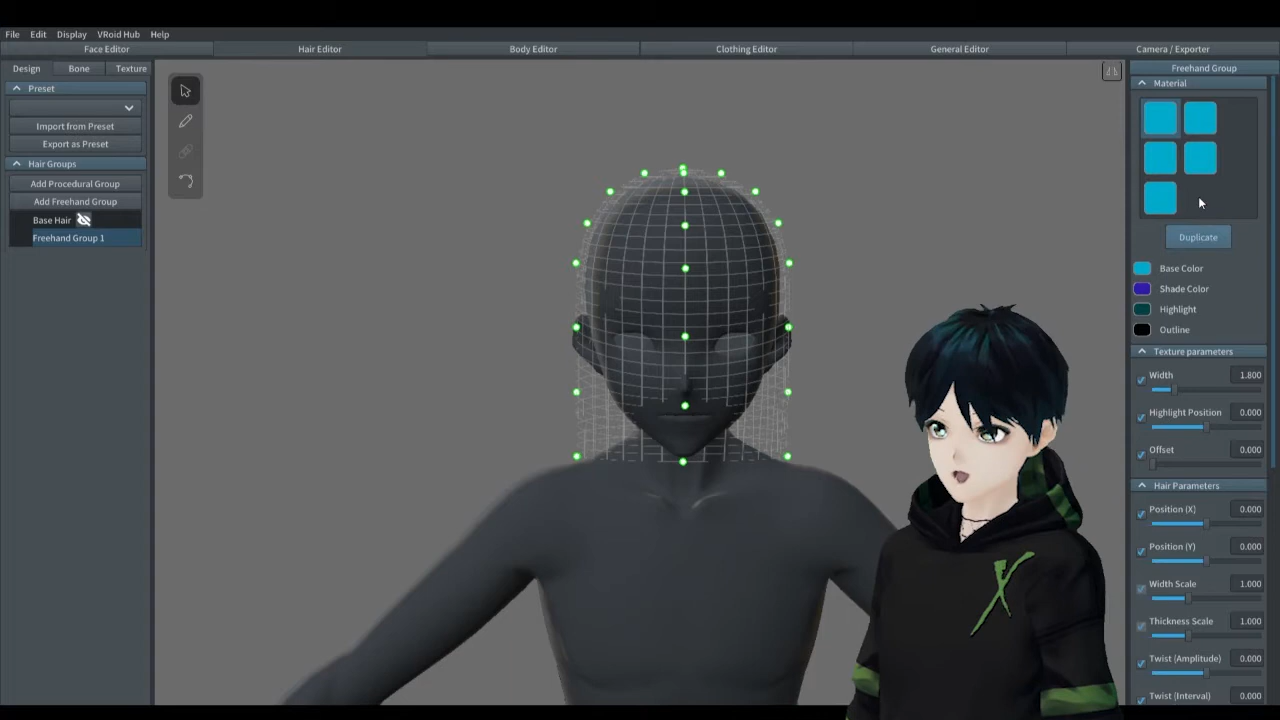 File Edit Display VRoid Hub Help
Face Editor Hair Editor Body Editor Clothing Editor General Editor Camera / Exporter
Design Bone Texture
Preset
Import from Preset
Export as Preset
Hair Groups
Add Procedural Group
Add Freehand Group
Base Hair
Freehand Group 1
Freehand Group
Material
Duplicate
Base Color
Shade Color
Highlight
Outline
Texture parameters
Width 1.800
Highlight Position 0.000
Offset 0.000
Hair Parameters
Position (X) 0.000
Position (Y) 0.000
Width Scale 1.000
Thickness Scale 1.000
Twist (Amplitude) 0.000
Twist (Interval) 0.000
X